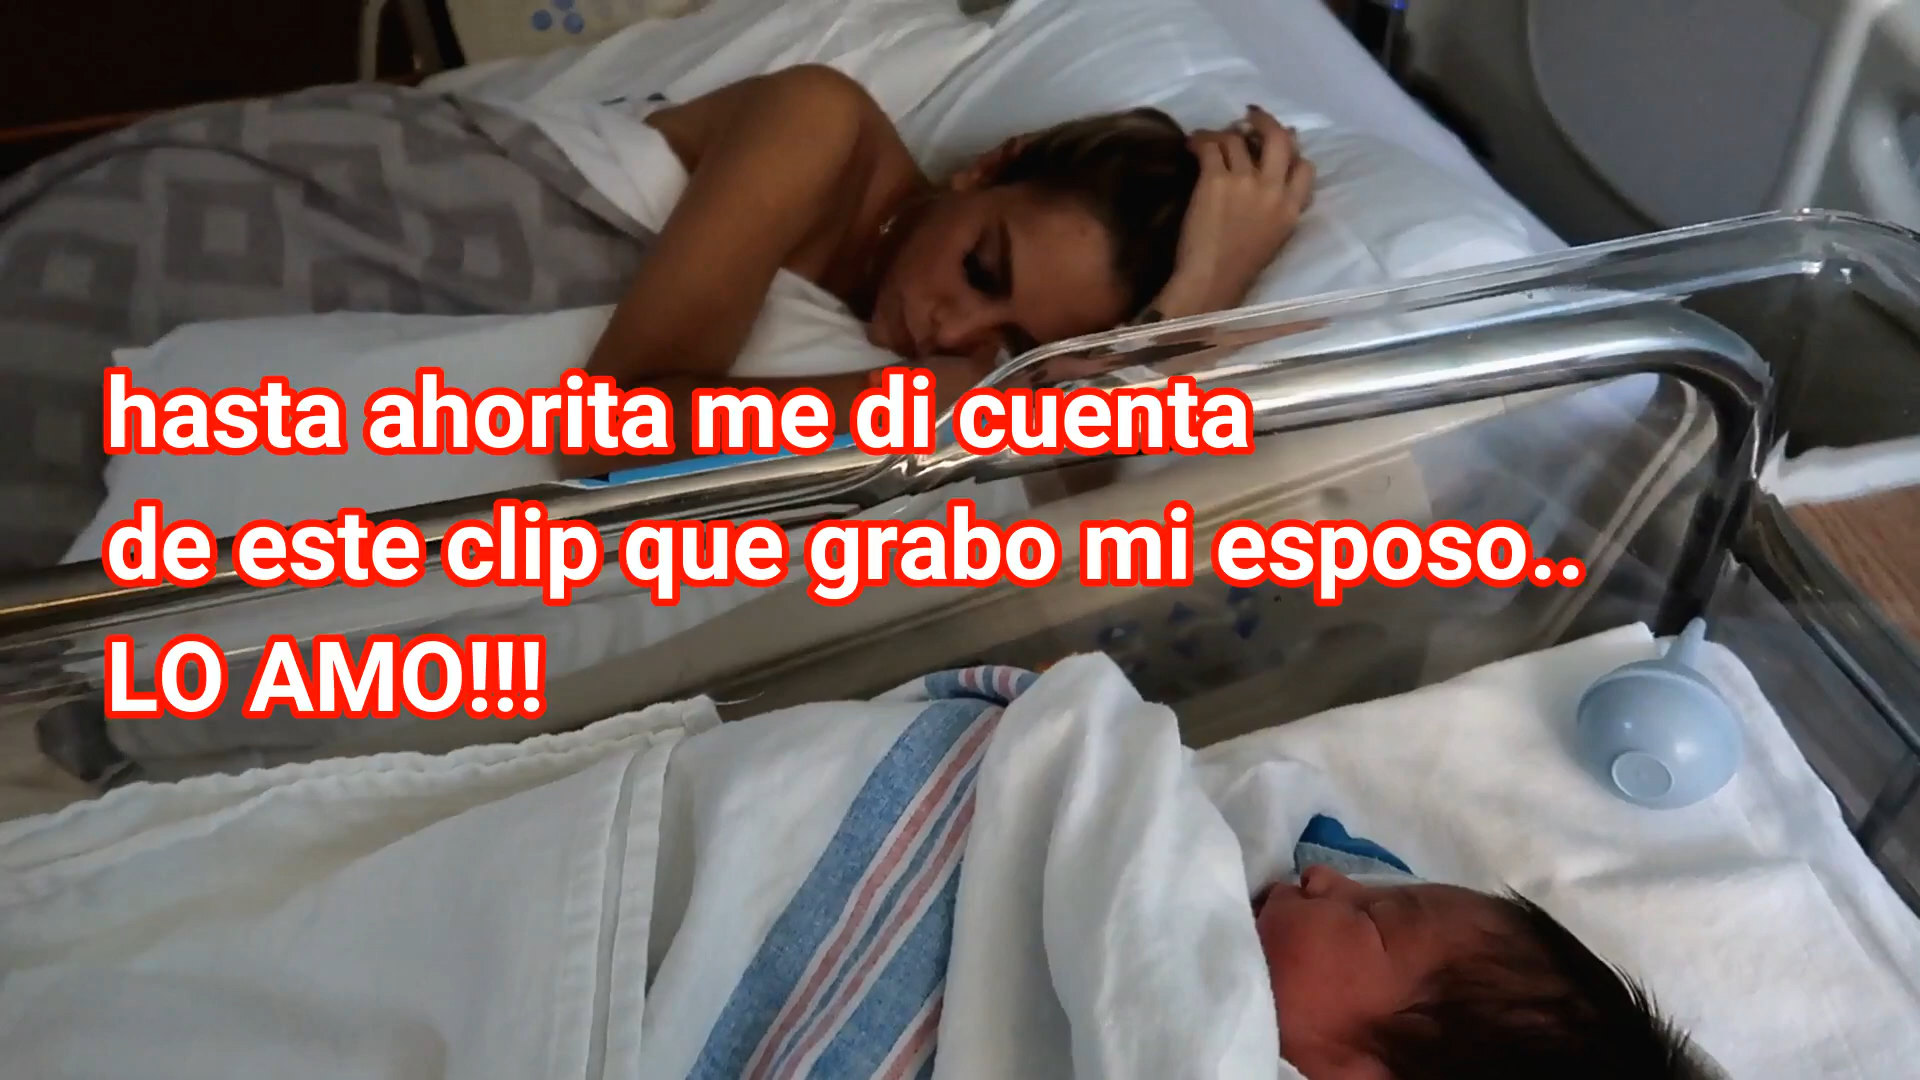 hasta ahorita me di cuenta
de este clip que grabo mi esposo..
LO AMO!!!